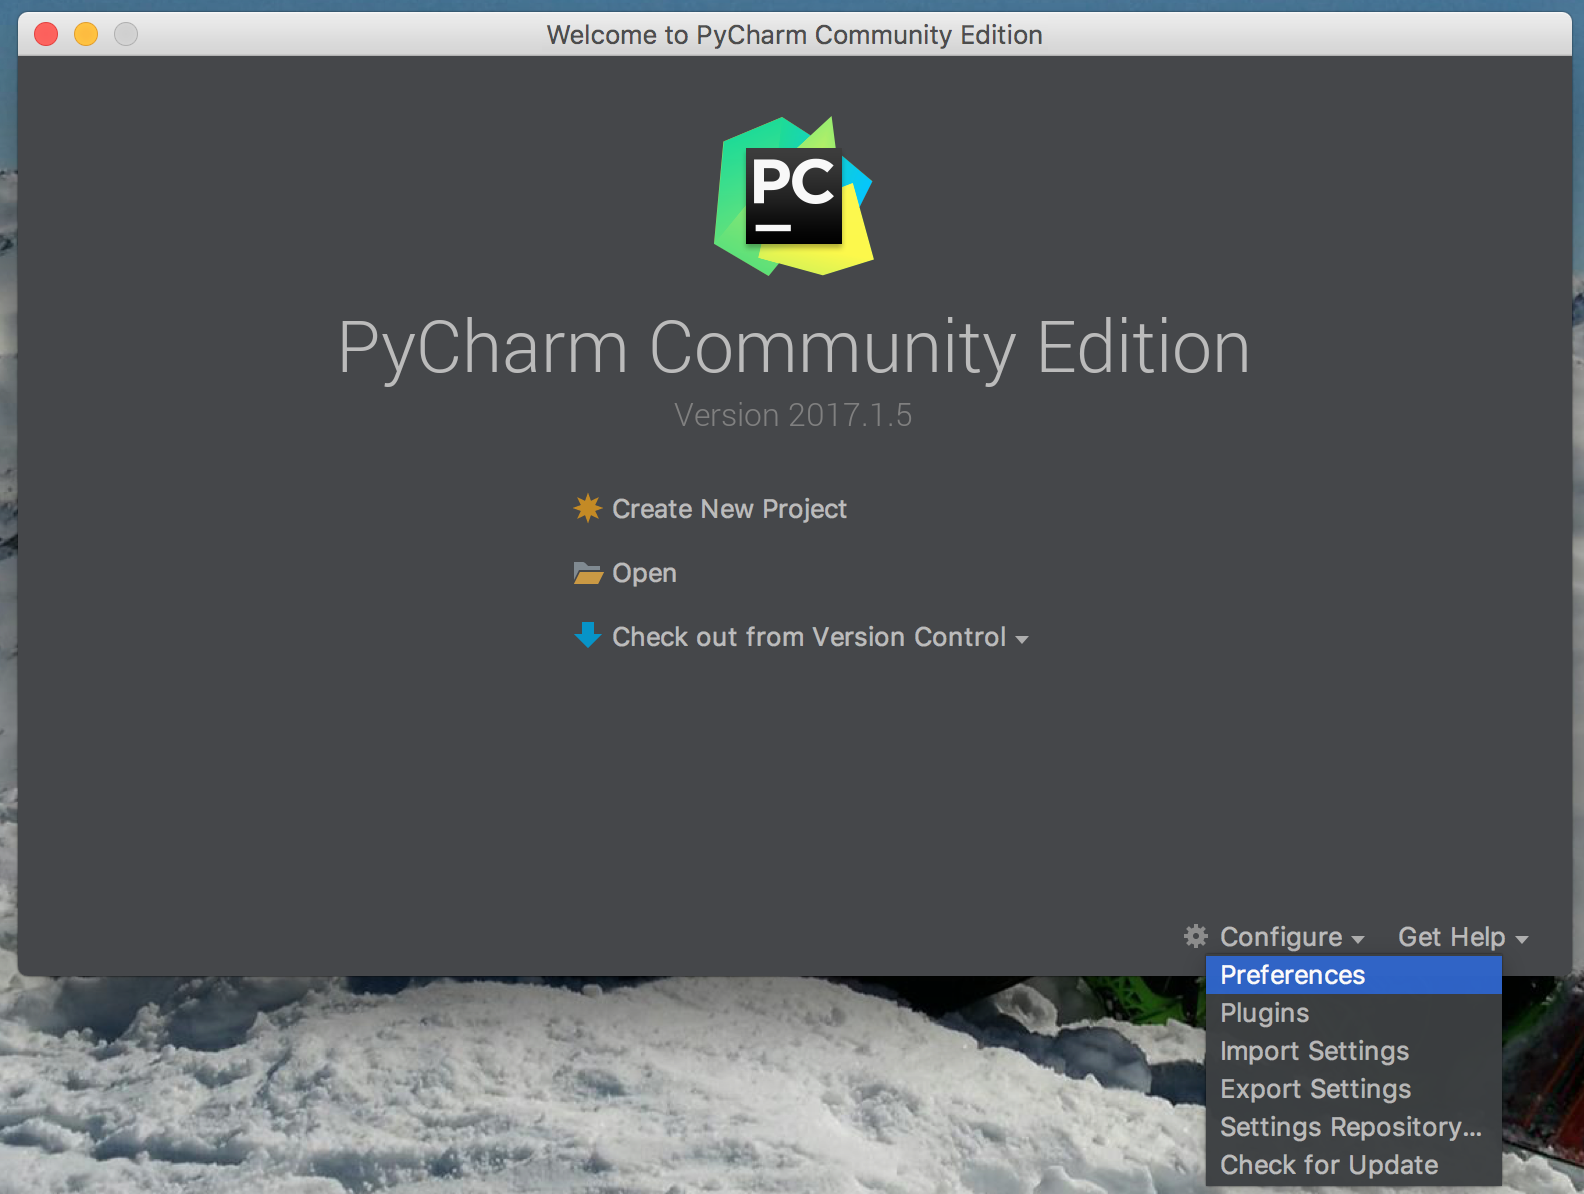 Welcome to PyCharm Community Edition
PC
PyCharm Community Edition
Version 2017.1.5
Create New Project
Open
Check out from Version Control
Configure
Get Help
Preferences
Plugins
Import Settings
Export Settings
Settings Repository...
Check for Update